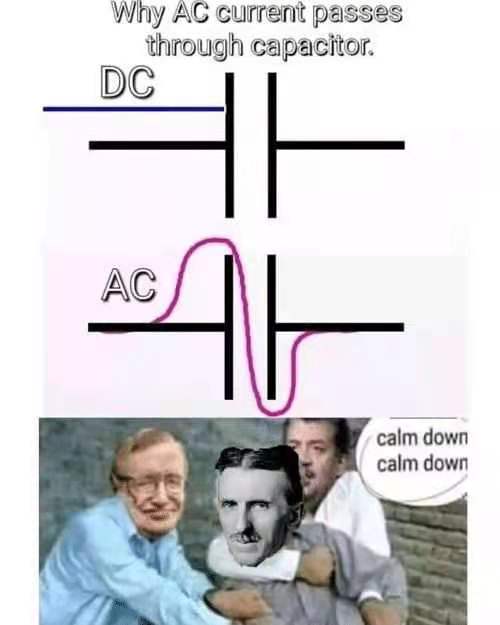 Why AC current passes
through capacitor.
DC
AC
calm down
calm down